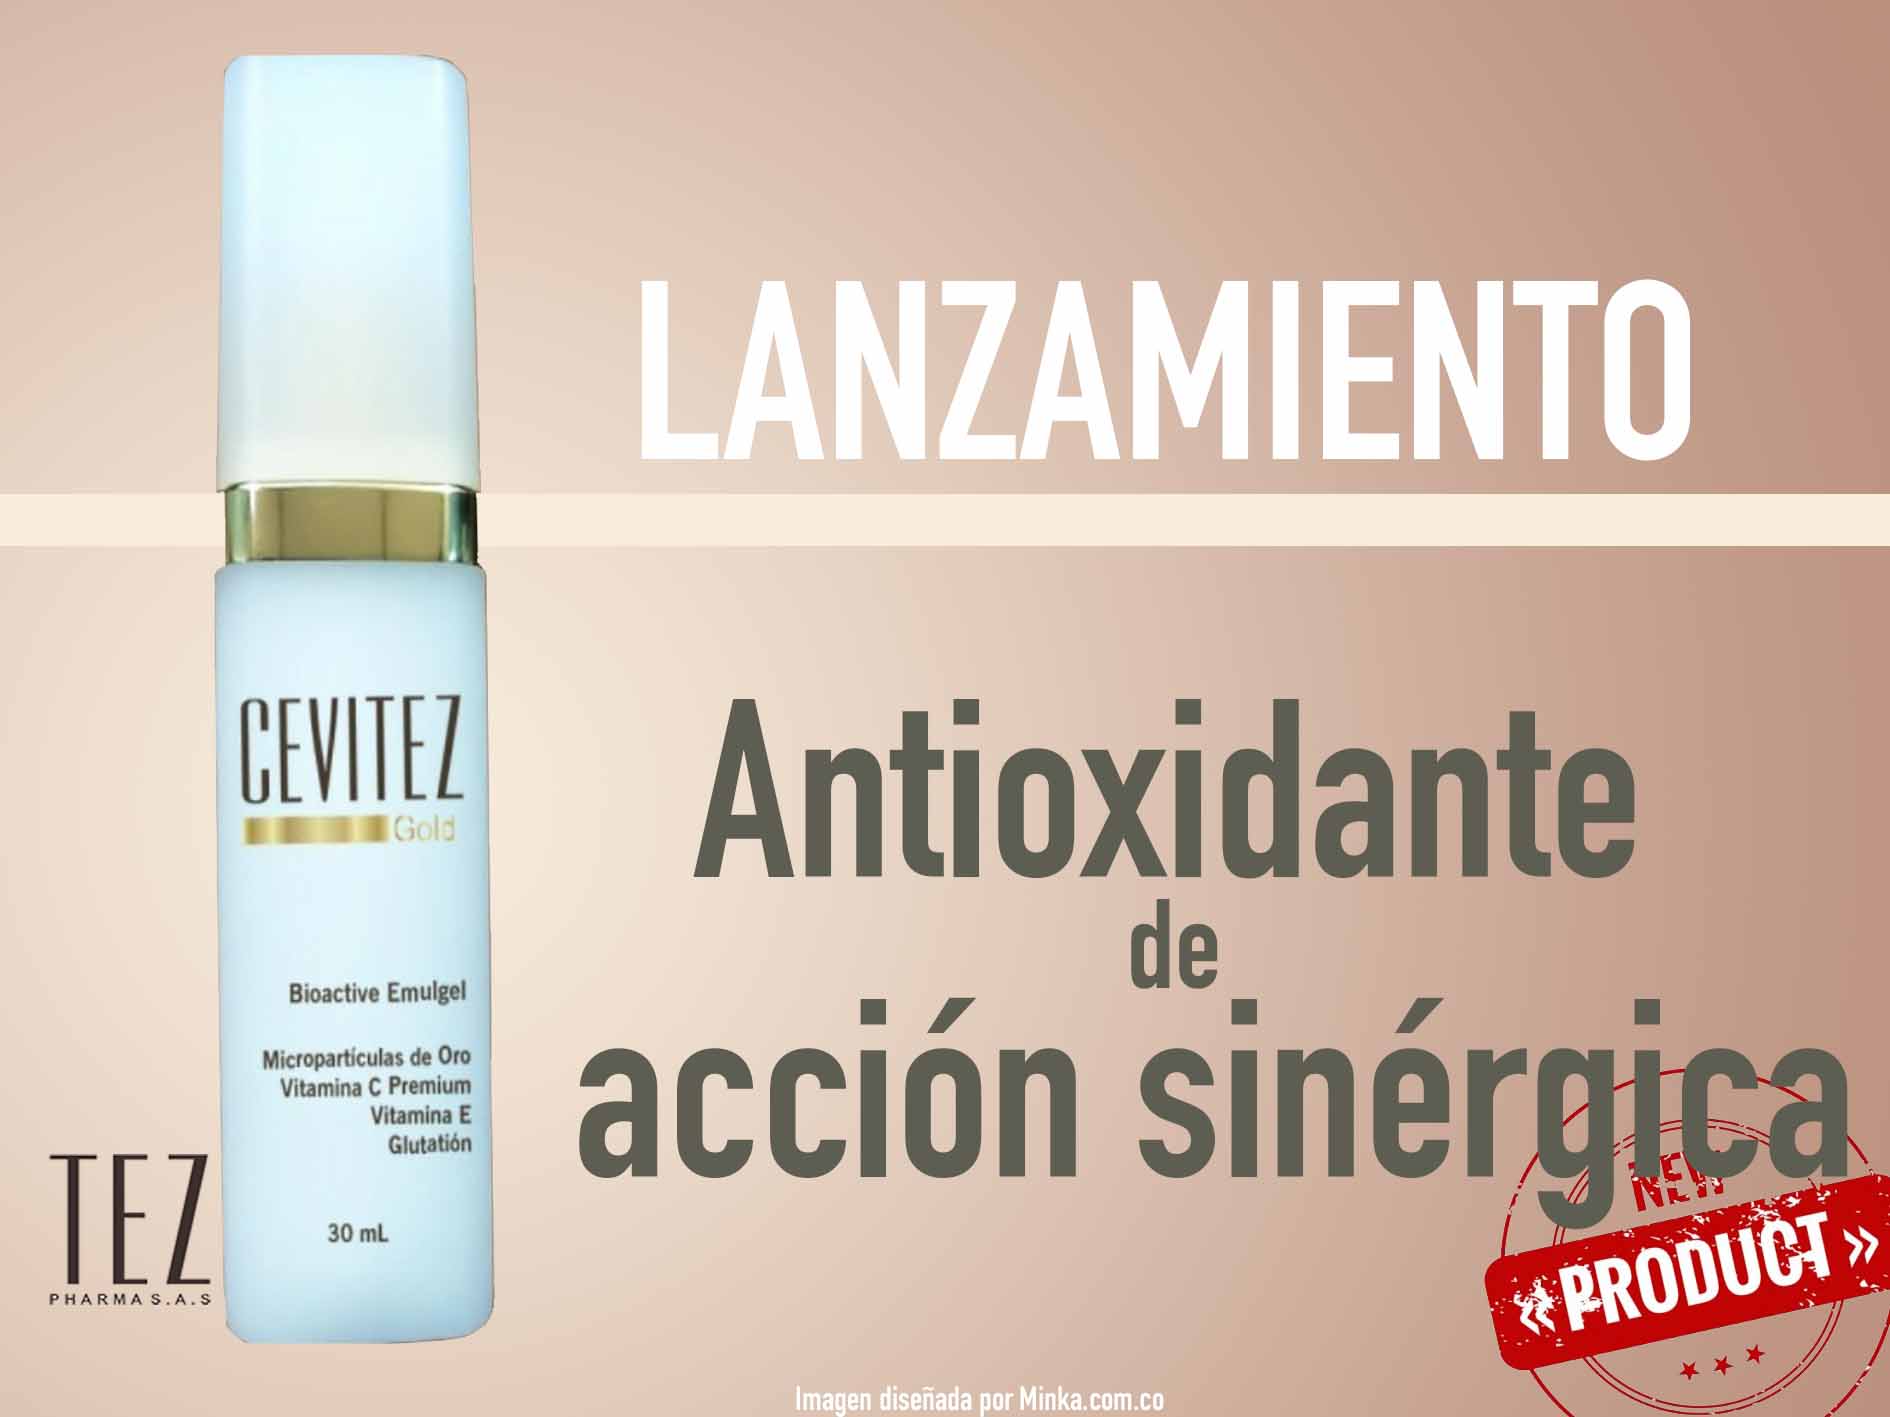 LANZAMIENTO
CEVITEZ
Gold
Bioactive Emulgel
Micropartículas de Oro
Vitamina C Premium
Vitamina E
Glutatión
30 mL
TEZ
PHARMA S.A.S
Antioxidante
de
acción sinérgica
NEW
«PRODUCT»
Imagen diseñada por Minka.com.co